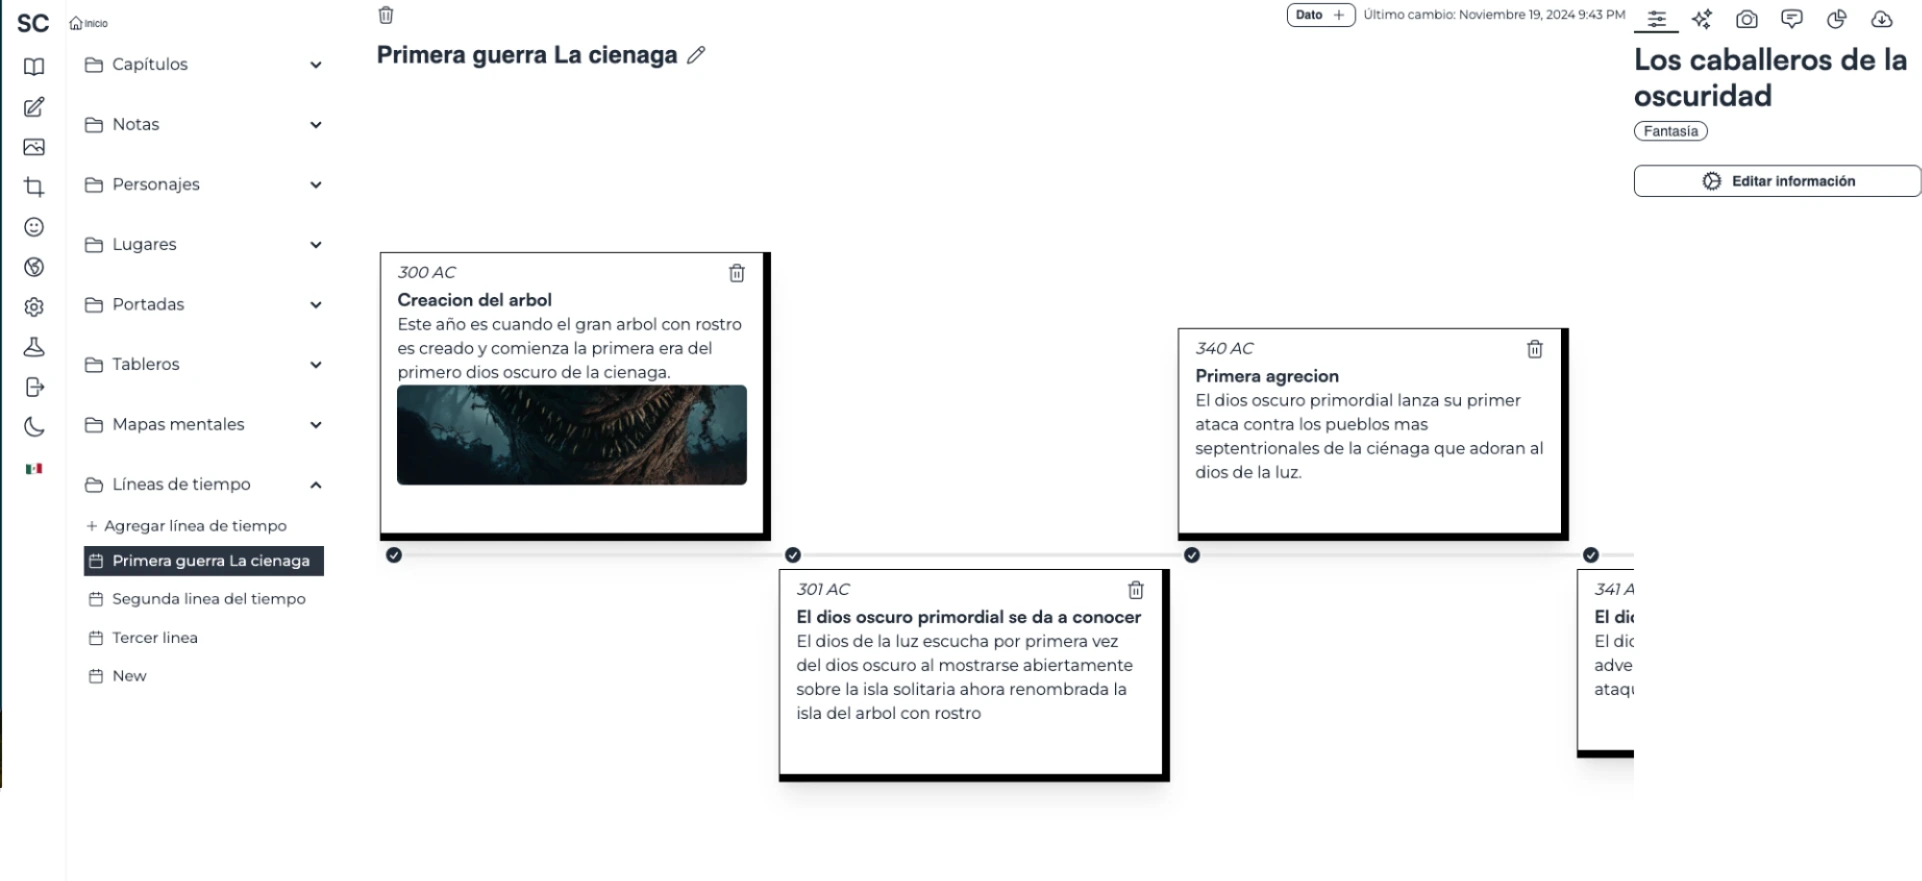 SC
Inicio
Capítulos
Notas
Personajes
Lugares
Portadas
Tableros
Mapas mentales
Líneas de tiempo
+ Agregar línea de tiempo
Primera guerra La cienaga
Segunda linea del tiempo
Tercer linea
New
Dato +
Último cambio: Noviembre 19, 2024 9:43 PM
Primera guerra La cienaga
300 AC
Creacion del arbol
Este año es cuando el gran arbol con rostro
es creado y comienza la primera era del
primero dios oscuro de la cienaga.
301 AC
El dios oscuro primordial se da a conocer
El dios de la luz escucha por primera vez
del dios oscuro al mostrarse abiertamente
sobre la isla solitaria ahora renombrada la
isla del arbol con rostro
340 AC
Primera agrecion
El dios oscuro primordial lanza su primer
ataca contra los pueblos mas
septentrionales de la ciénaga que adoran al
dios de la luz.
341 A
El
El
Los caballeros de la
oscuridad
Fantasía
Editar información